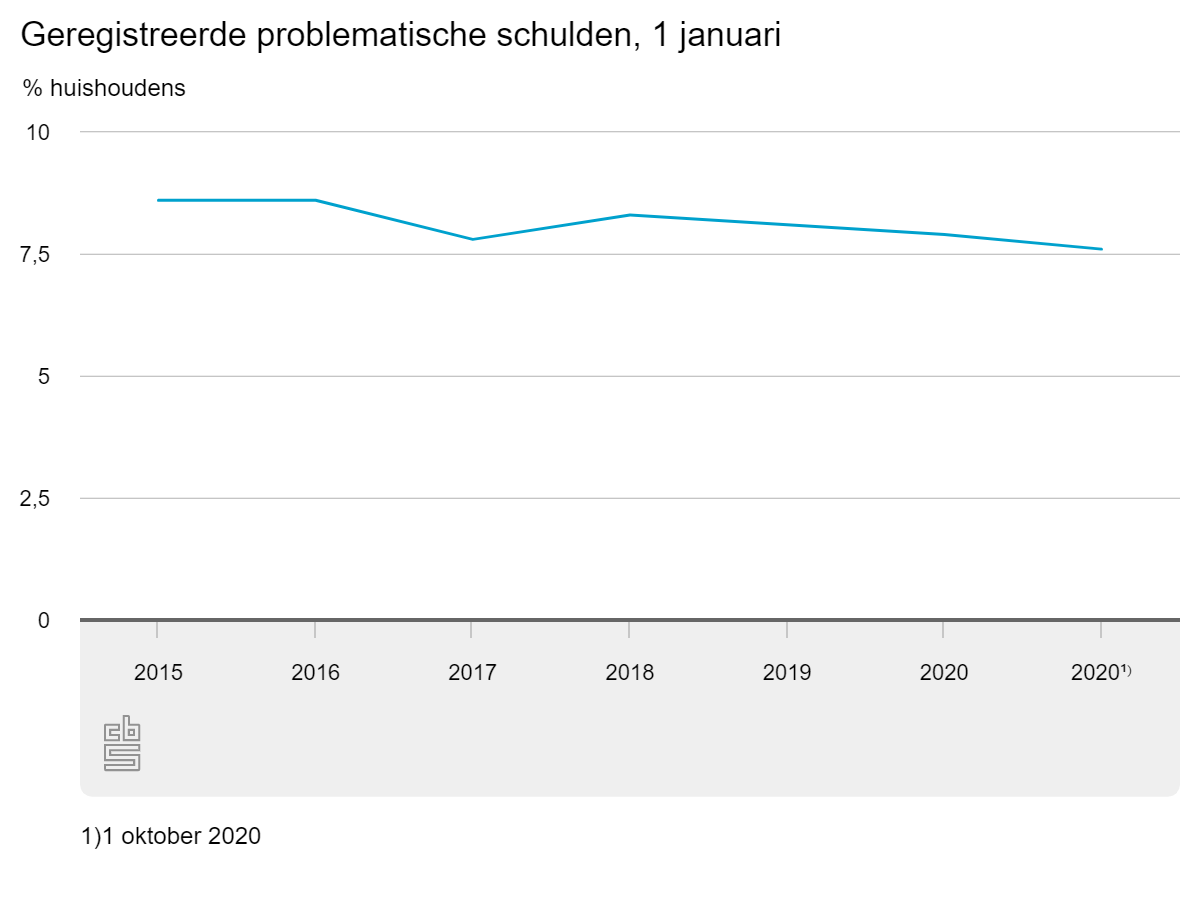 Geregistreerde problematische schulden, 1 januari
% huishoudens
10
7,5
5
2,5
0
2015 2016 2017 2018 2019 2020 2020¹⁾
cbs
1)1 oktober 2020